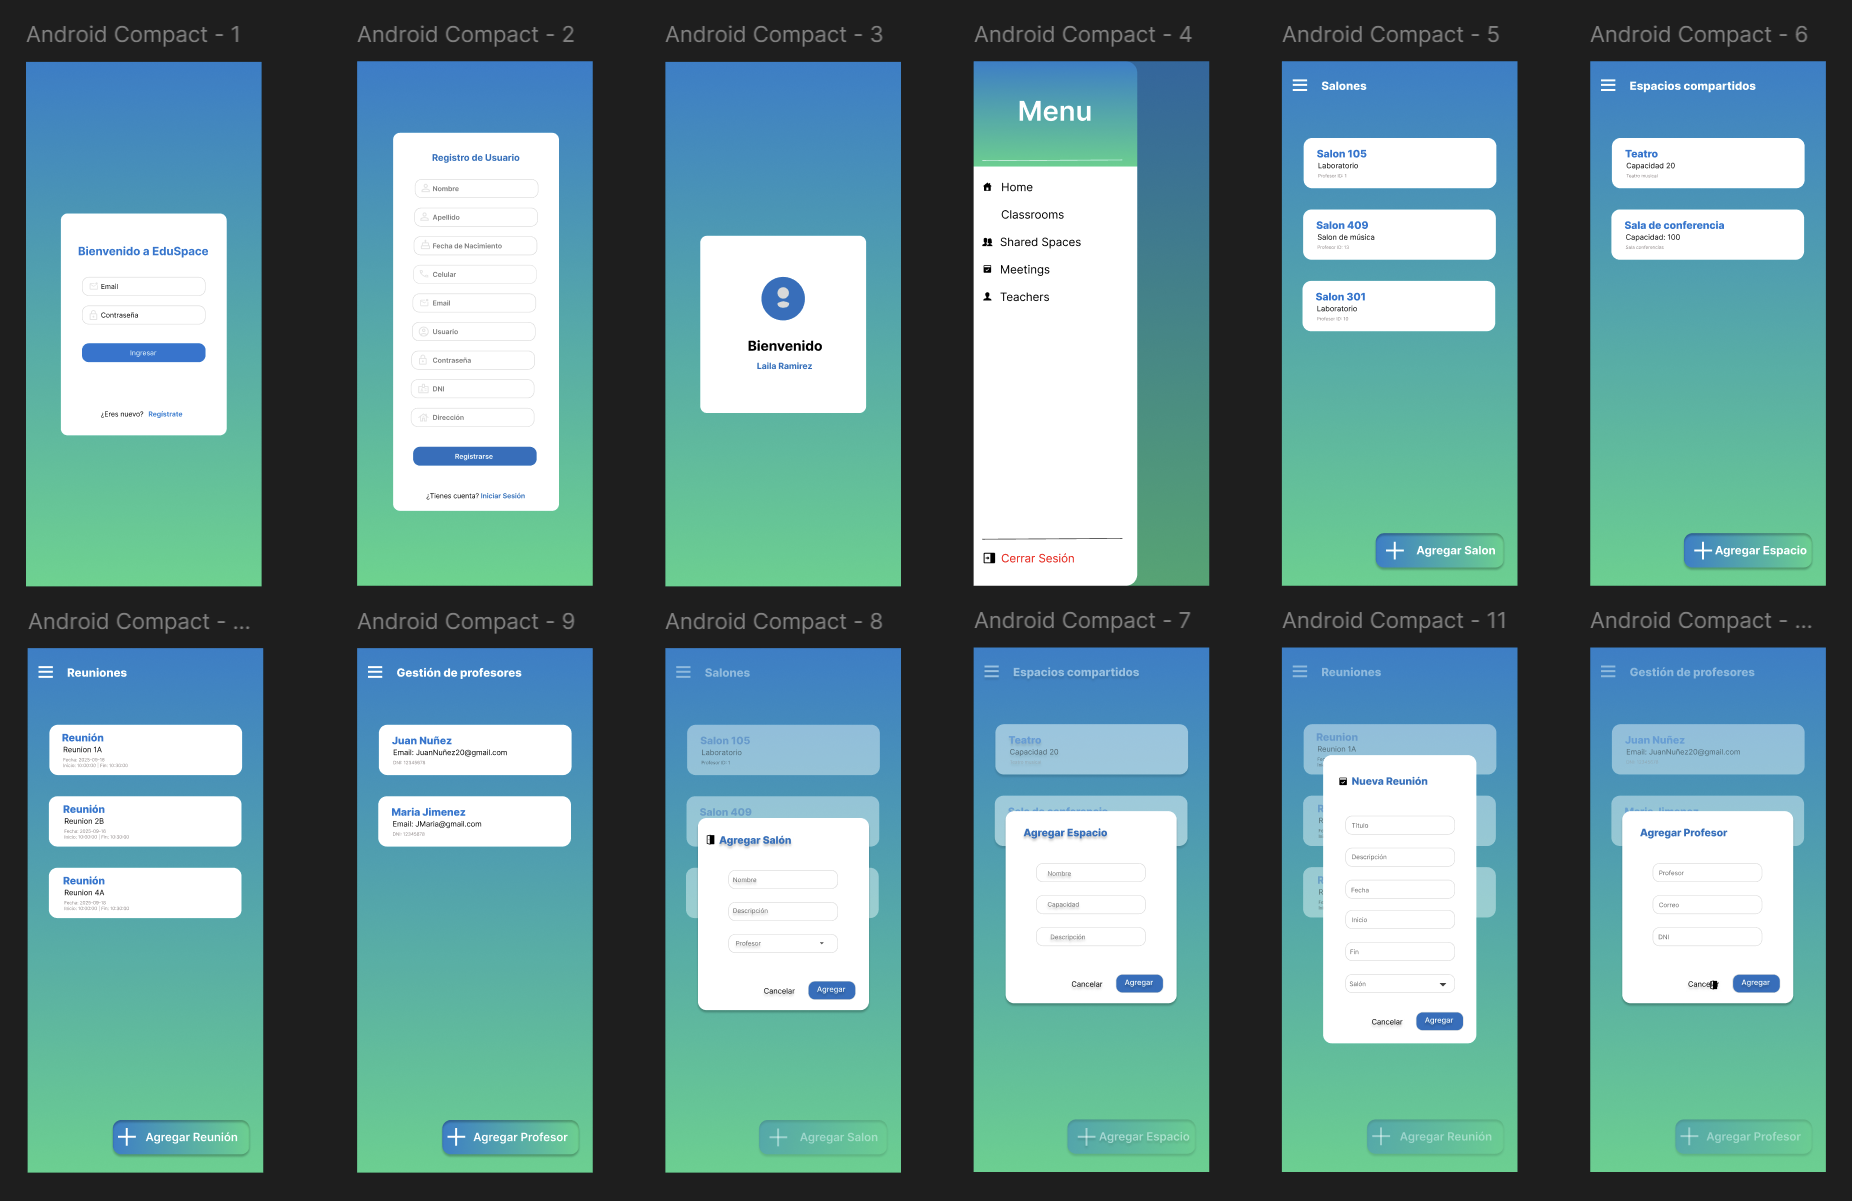 Android Compact - 1
Bienvenido a EduSpace
Email
Contraseña
Ingresar
¿Eres nuevo? Registrate
Android Compact - 2
Registro de Usuario
Nombre
Apellido
Fecha de Nacimiento
Celular
Email
Usuario
Contraseña
DNI
Dirección
Registrarse
¿Tienes cuenta? Iniciar Sesión
Android Compact - 3
Bienvenido
Laila Ramirez
Android Compact - 4
Menu
Home
Classrooms
Shared Spaces
Meetings
Teachers
Cerrar Sesión
Android Compact - 5
Salones
Salon 105
Laboratorio
Profesor ID: 1
Salon 409
Salon de música
Profesor ID: 13
Salon 301
Laboratorio
Profesor ID: 10
Agregar Salon
Android Compact - 6
Espacios compartidos
Teatro
Capacidad 20
Teatro musical
Sala de conferencia
Capacidad: 100
Sala conferencias
Agregar Espacio
Android Compact - ...
Reuniones
Reunión
Reunion 1A
Fecha: 2025-09-16
Inicio: 10:00:00 | Fin: 10:30:00
Reunión
Reunion 2B
Fecha: 2025-09-16
Inicio: 10:00:00 | Fin: 10:30:00
Reunión
Reunion 4A
Fecha: 2025-09-16
Inicio: 10:00:00 | Fin: 10:30:00
Agregar Reunión
Android Compact - 9
Gestión de profesores
Juan Nuñez
Email: JuanNuñez20@gmail.com
DNI: 12345678
Maria Jimenez
Email: JMaria@gmail.com
DNI: 12345678
Agregar Profesor
Android Compact - 8
Salones
Salon 105
Laboratorio
Profesor ID: 1
Salon 409
Agregar Salón
Nombre
Descripción
Profesor
Cancelar
Agregar
Agregar Salon
Android Compact - 7
Espacios compartidos
Teatro
Capacidad 20
Sala de conferencia
Agregar Espacio
Nombre
Capacidad
Descripción
Cancelar
Agregar
Agregar Espacio
Android Compact - 11
Reuniones
Reunion
Reunion 1A
Nueva Reunión
Titulo
Descripción
Fecha
Inicio
Fin
Salón
Cancelar
Agregar
Agregar Reunión
Android Compact - ...
Gestión de profesores
Juan Nuñez
Email: JuanNuñez20@gmail.com
Maria Jimenez
Agregar Profesor
Profesor
Correo
DNI
Cancelar
Agregar
Agregar Profesor